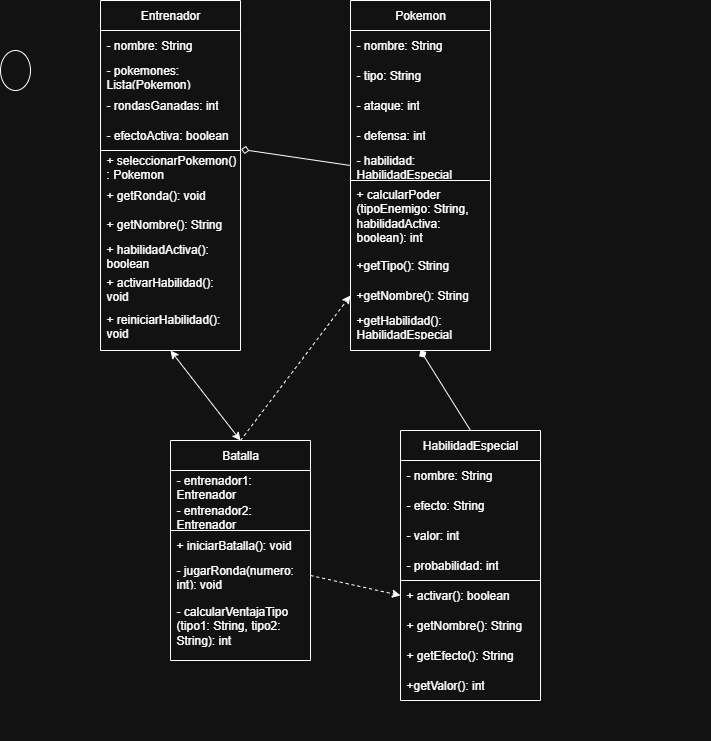 Entrenador
- nombre: String
- pokemones:
Lista(Pokemon)
- rondasGanadas: int
- efectoActiva: boolean
+ seleccionarPokemon()
: Pokemon
+ getRonda(): void
+ getNombre(): String
+ habilidadActiva():
boolean
+ activarHabilidad():
void
+ reiniciarHabilidad():
void
Pokemon
- nombre: String
- tipo: String
- ataque: int
- defensa: int
- habilidad:
HabilidadEspecial
+ calcularPoder
(tipoEnemigo: String,
habilidadActiva:
boolean): int
+getTipo(): String
+getNombre(): String
+getHabilidad():
HabilidadEspecial
Batalla
- entrenador1:
Entrenador
- entrenador2:
Entrenador
+ iniciarBatalla(): void
- jugarRonda(numero:
int): void
- calcularVentajaTipo
(tipo1: String, tipo2:
String): int
HabilidadEspecial
- nombre: String
- efecto: String
- valor: int
- probabilidad: int
+ activar(): boolean
+ getNombre(): String
+ getEfecto(): String
+getValor(): int